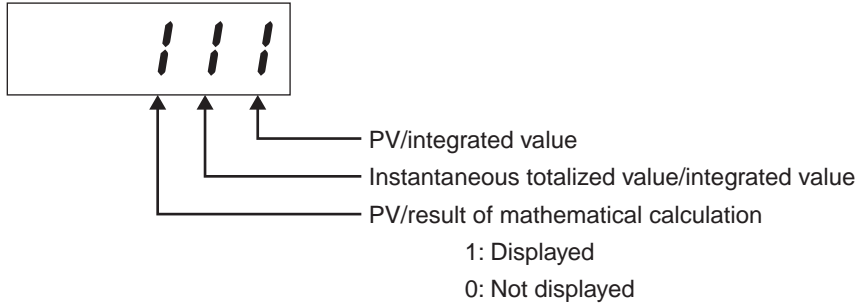 111
PV/integrated value
Instantaneous totalized value/integrated value
PV/result of mathematical calculation
1: Displayed
0: Not displayed